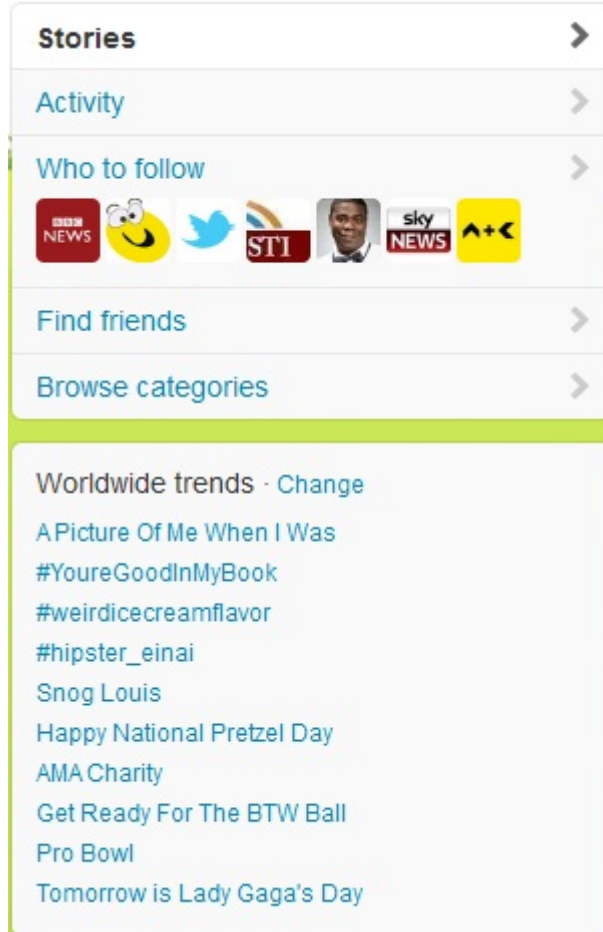 Stories
Activity
Who to follow
BBC
NEWS
STI
sky
NEWS
^+<
Find friends
Browse categories
Worldwide trends · Change
A Picture Of Me When I Was
#YoureGoodInMyBook
#weirdicecreamflavor
#hipster_einai
Snog Louis
Happy National Pretzel Day
AMA Charity
Get Ready For The BTW Ball
Pro Bowl
Tomorrow is Lady Gaga's Day